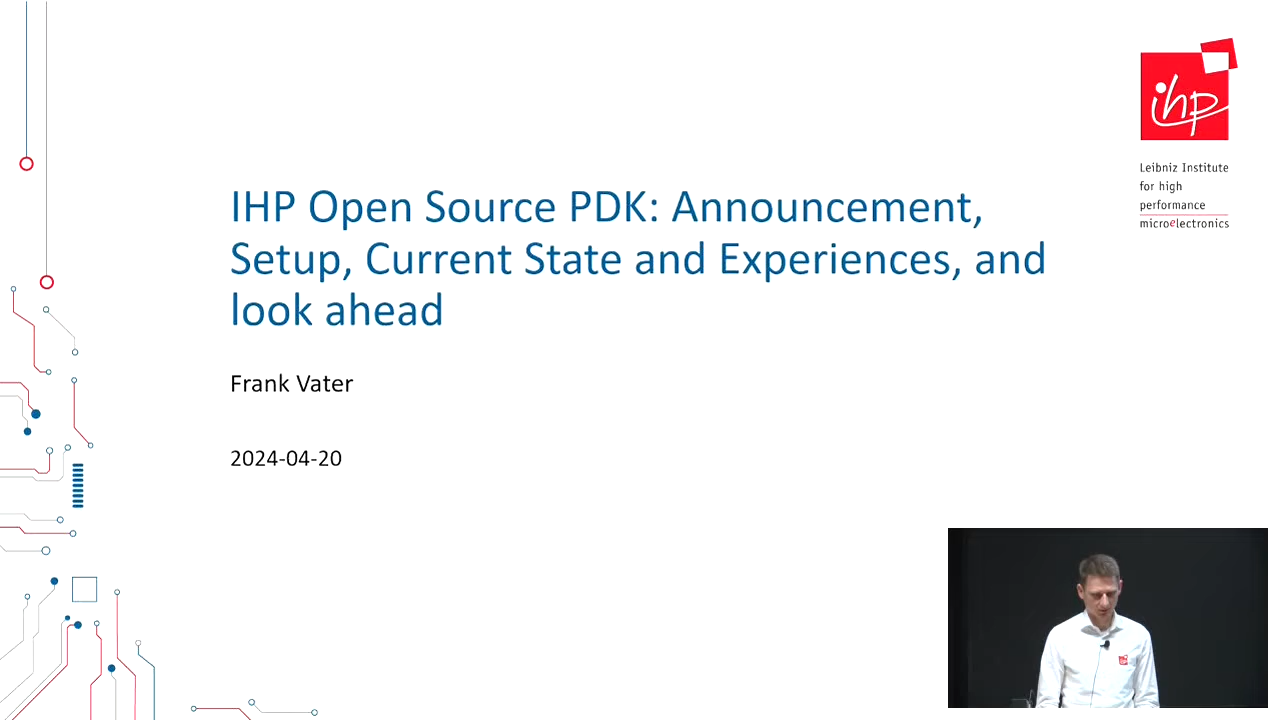 ihp
Leibniz Institute
for high
performance
microelectronics
IHP Open Source PDK: Announcement,
Setup, Current State and Experiences, and
look ahead
Frank Vater
2024-04-20